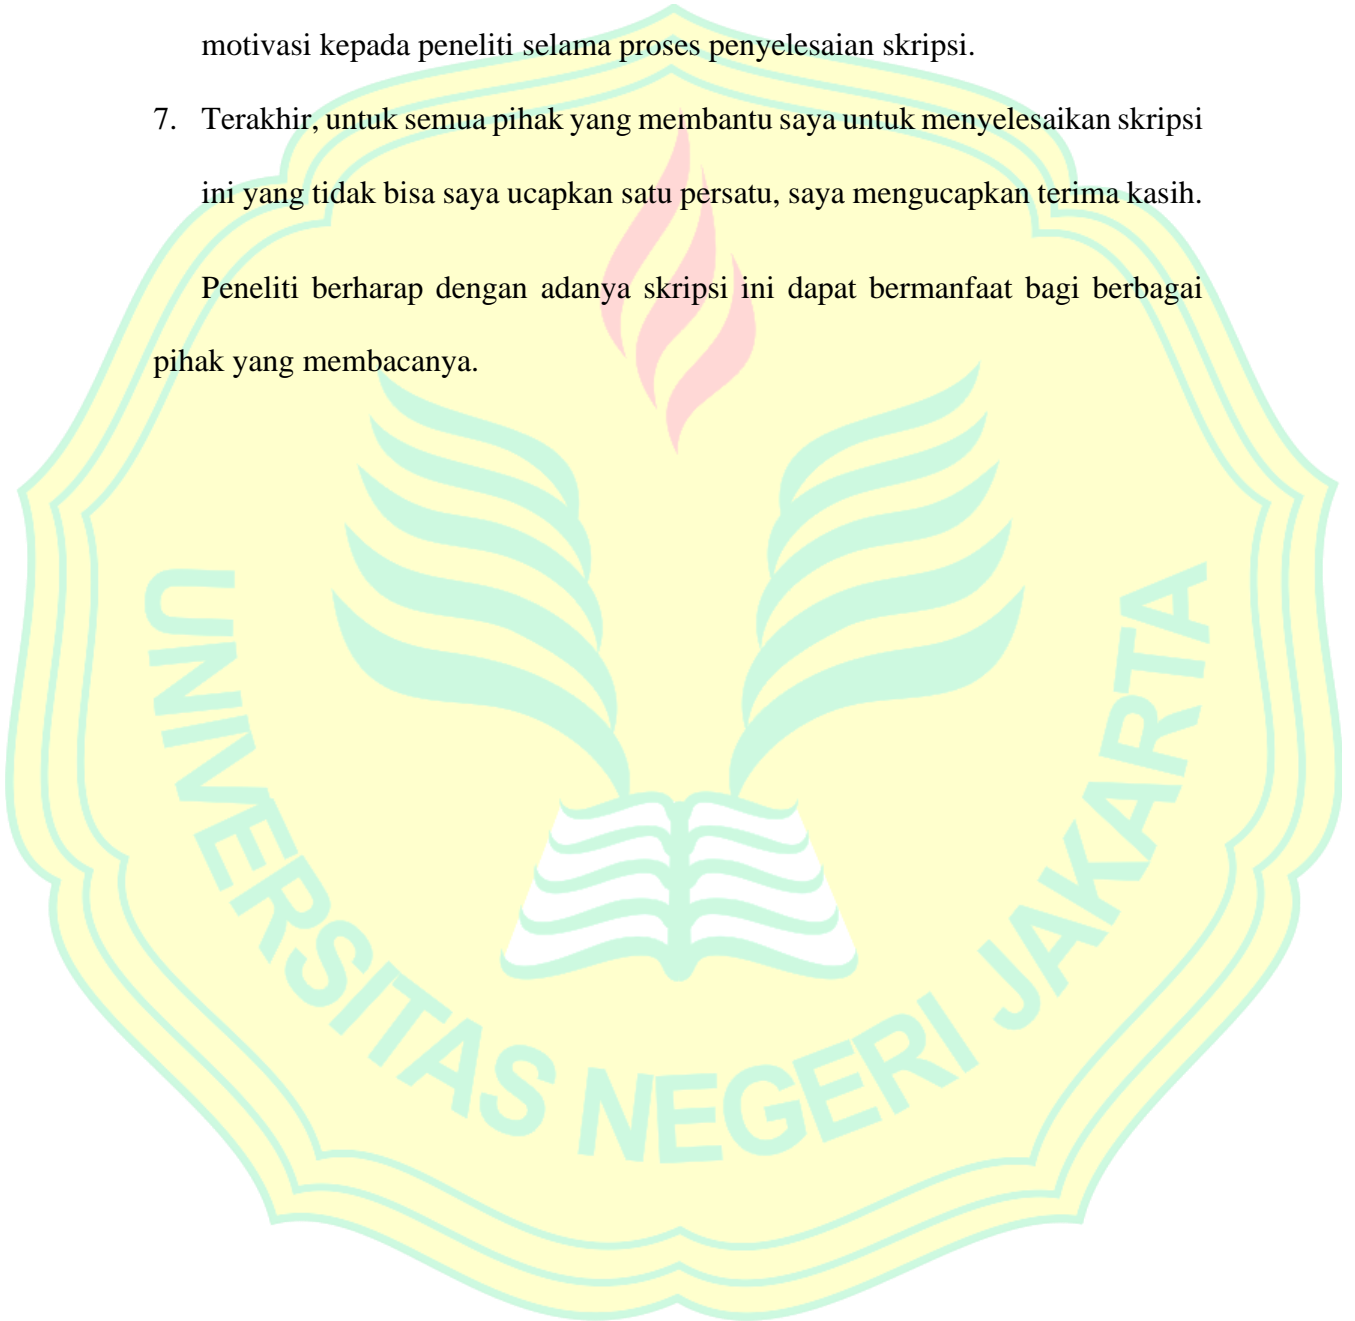 motivasi kepada peneliti selama proses penyelesaian skripsi.
7. Terakhir, untuk semua pihak yang membantu saya untuk menyelesaikan skripsi
ini yang tidak bisa saya ucapkan satu persatu, saya mengucapkan terima kasih.
Peneliti berharap dengan adanya skripsi ini dapat bermanfaat bagi berbagai
pihak yang membacanya.
UNIVERSITAS NEGERI JAKARTA